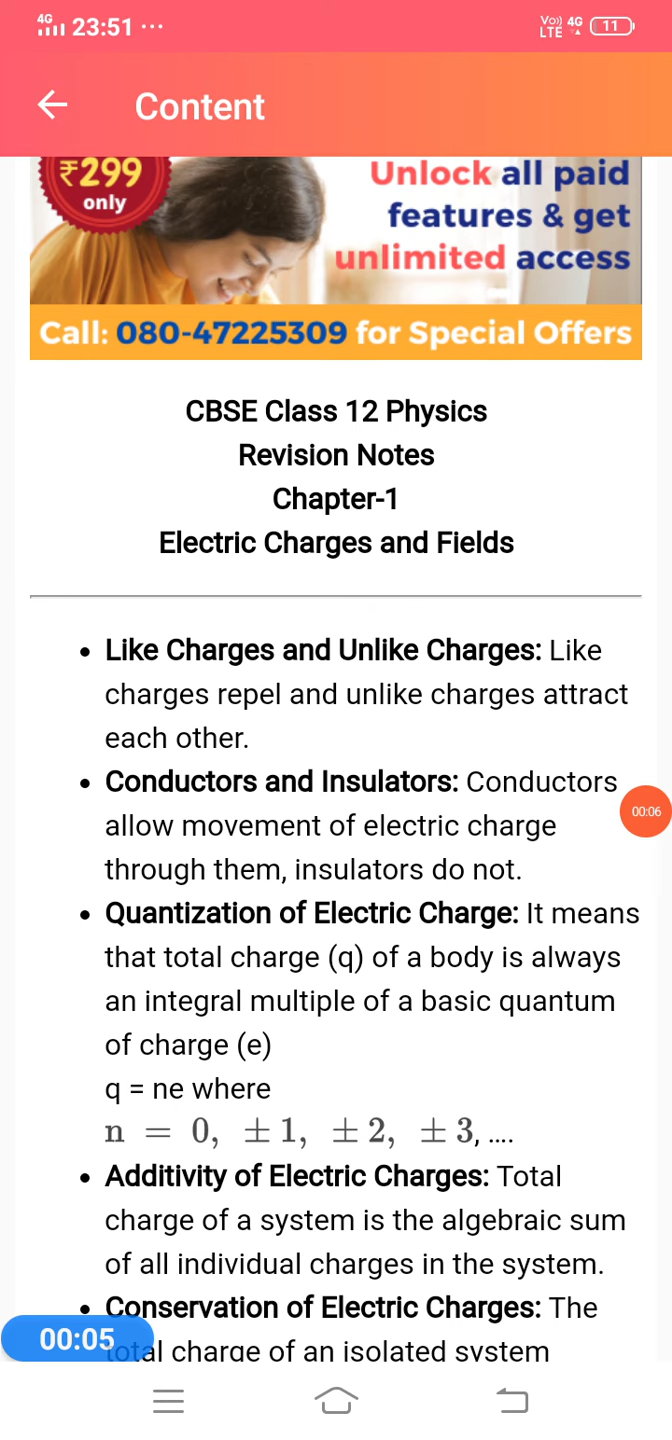 4G 23:51 ...
Vo)) LTE 4G 11
Content
₹299
only
Unlock all paid
features & get
unlimited access
Call: 080-47225309 for Special Offers
CBSE Class 12 Physics
Revision Notes
Chapter-1
Electric Charges and Fields
• Like Charges and Unlike Charges: Like
charges repel and unlike charges attract
each other.
• Conductors and Insulators: Conductors
00:06
allow movement of electric charge
through them, insulators do not.
• Quantization of Electric Charge: It means
that total charge (q) of a body is always
an integral multiple of a basic quantum
of charge (e)
q = ne where
n = 0, ±1, ±2, ±3, ....
• Additivity of Electric Charges: Total
charge of a system is the algebraic sum
of all individual charges in the system.
• Conservation of Electric Charges: The
00:05
total charge of an isolated system